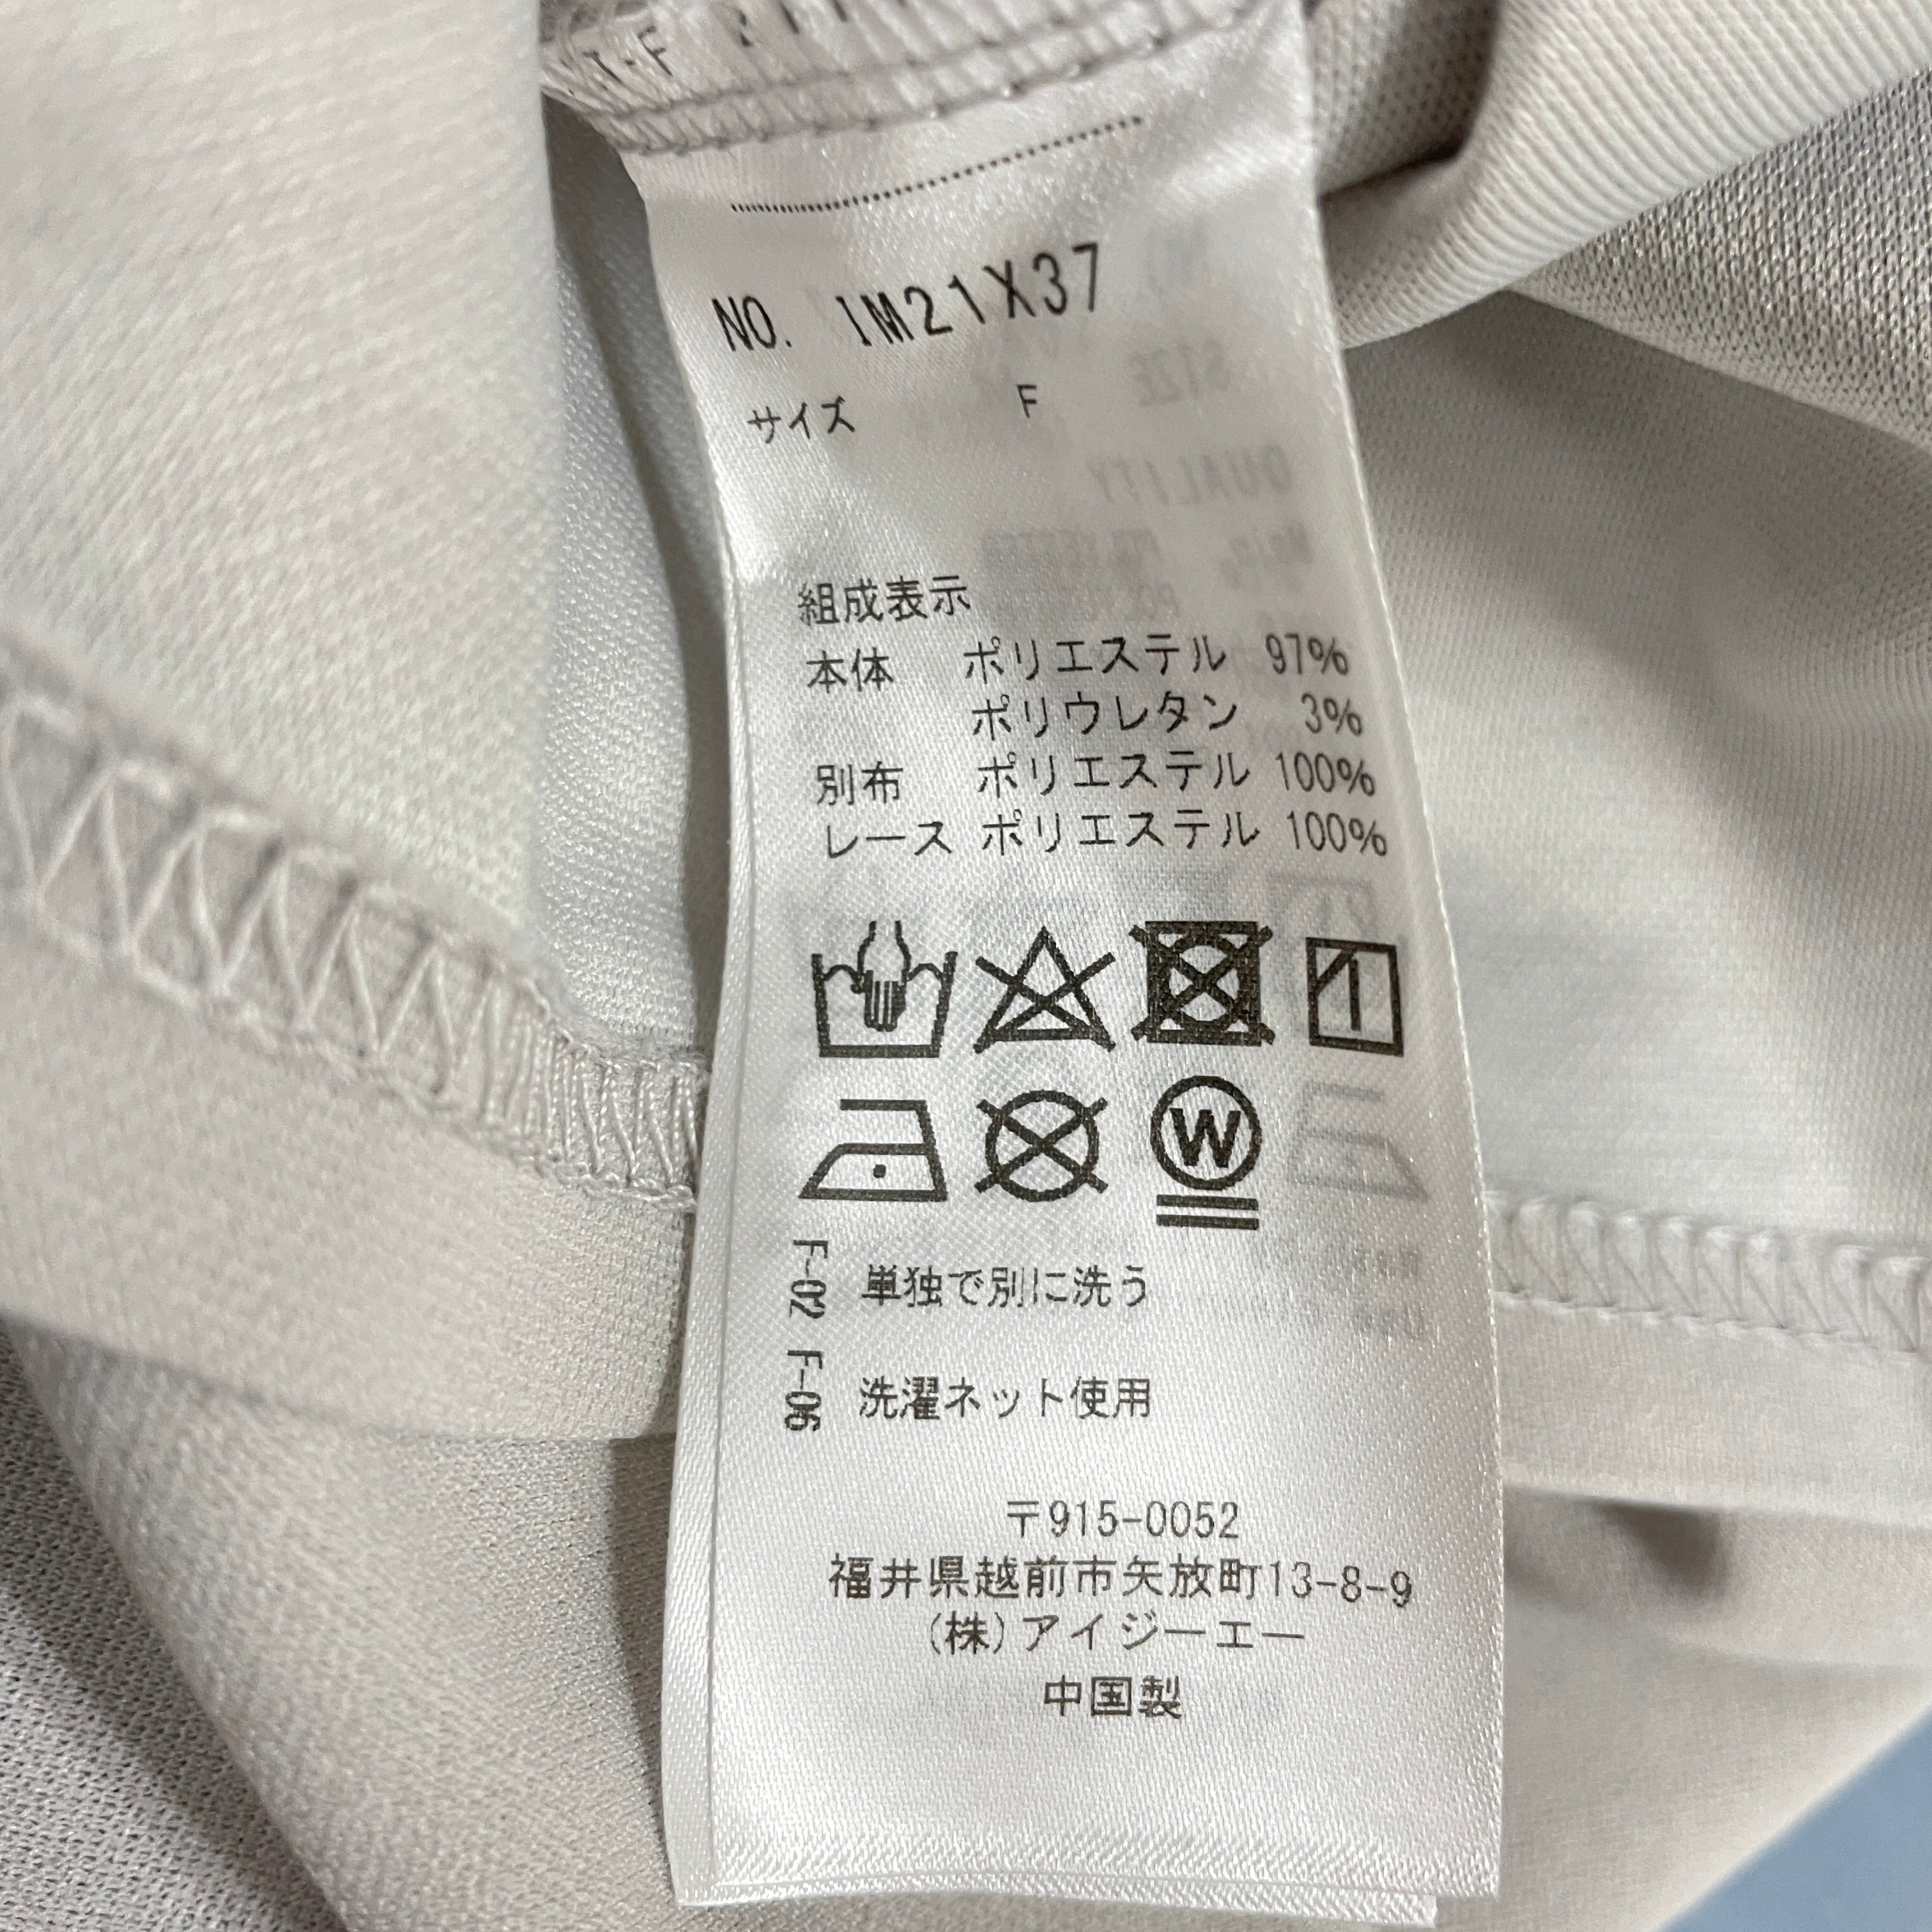 NO. IM21X37
サイズ F
組成表示
本体 ポリエステル 97%
ポリウレタン 3%
別布 ポリエステル 100%
レース ポリエステル 100%
W
F-02 単独で別に洗う
F-06 洗濯ネット使用
〒915-0052
福井県越前市矢放町13-8-9
(株)アイジーエー
中国製